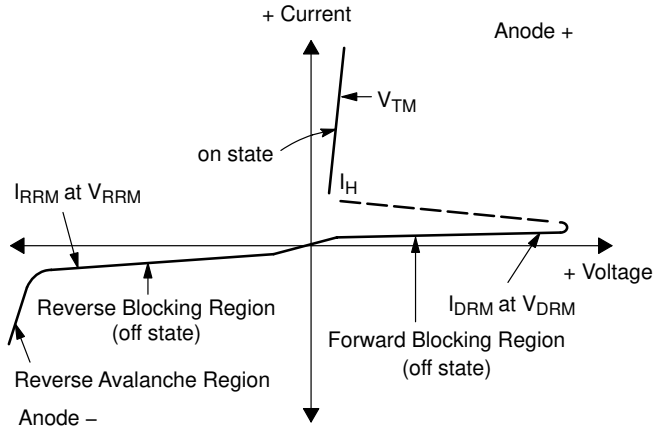 + Current
Anode +
V_TM
on state
I_H
I_RRM at V_RRM
+ Voltage
Reverse Blocking Region
(off state)
I_DRM at V_DRM
Forward Blocking Region
(off state)
Reverse Avalanche Region
Anode −